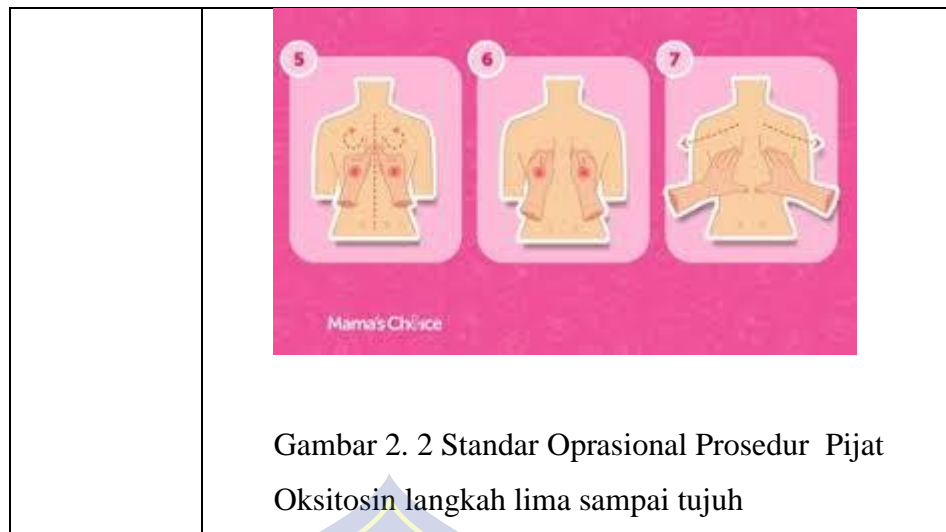 5 6 7
Mama's Choice
Gambar 2. 2 Standar Oprasional Prosedur Pijat
Oksitosin langkah lima sampai tujuh